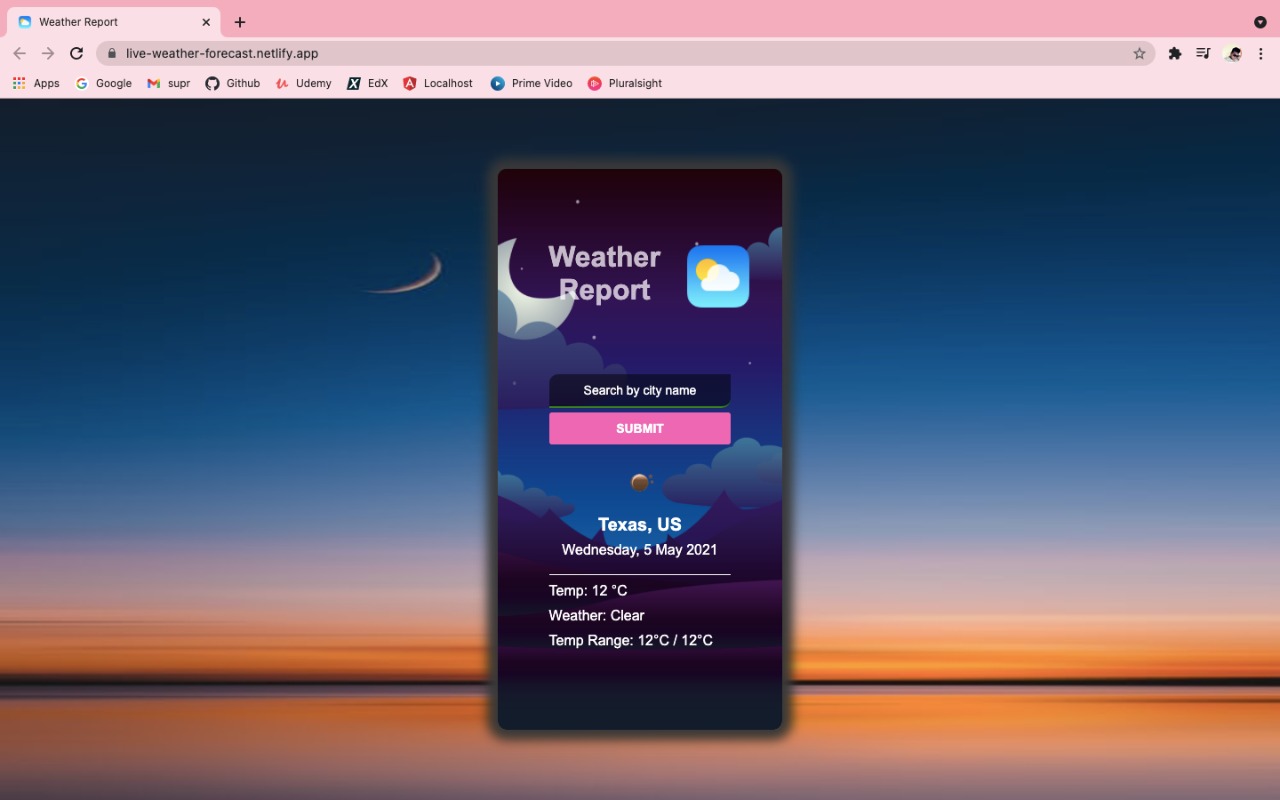 Weather Report
live-weather-forecast.netlify.app
Apps Google supr Github Udemy EdX Localhost Prime Video Pluralsight
Weather
Report
Search by city name
SUBMIT
Texas, US
Wednesday, 5 May 2021
Temp: 12 °C
Weather: Clear
Temp Range: 12°C / 12°C